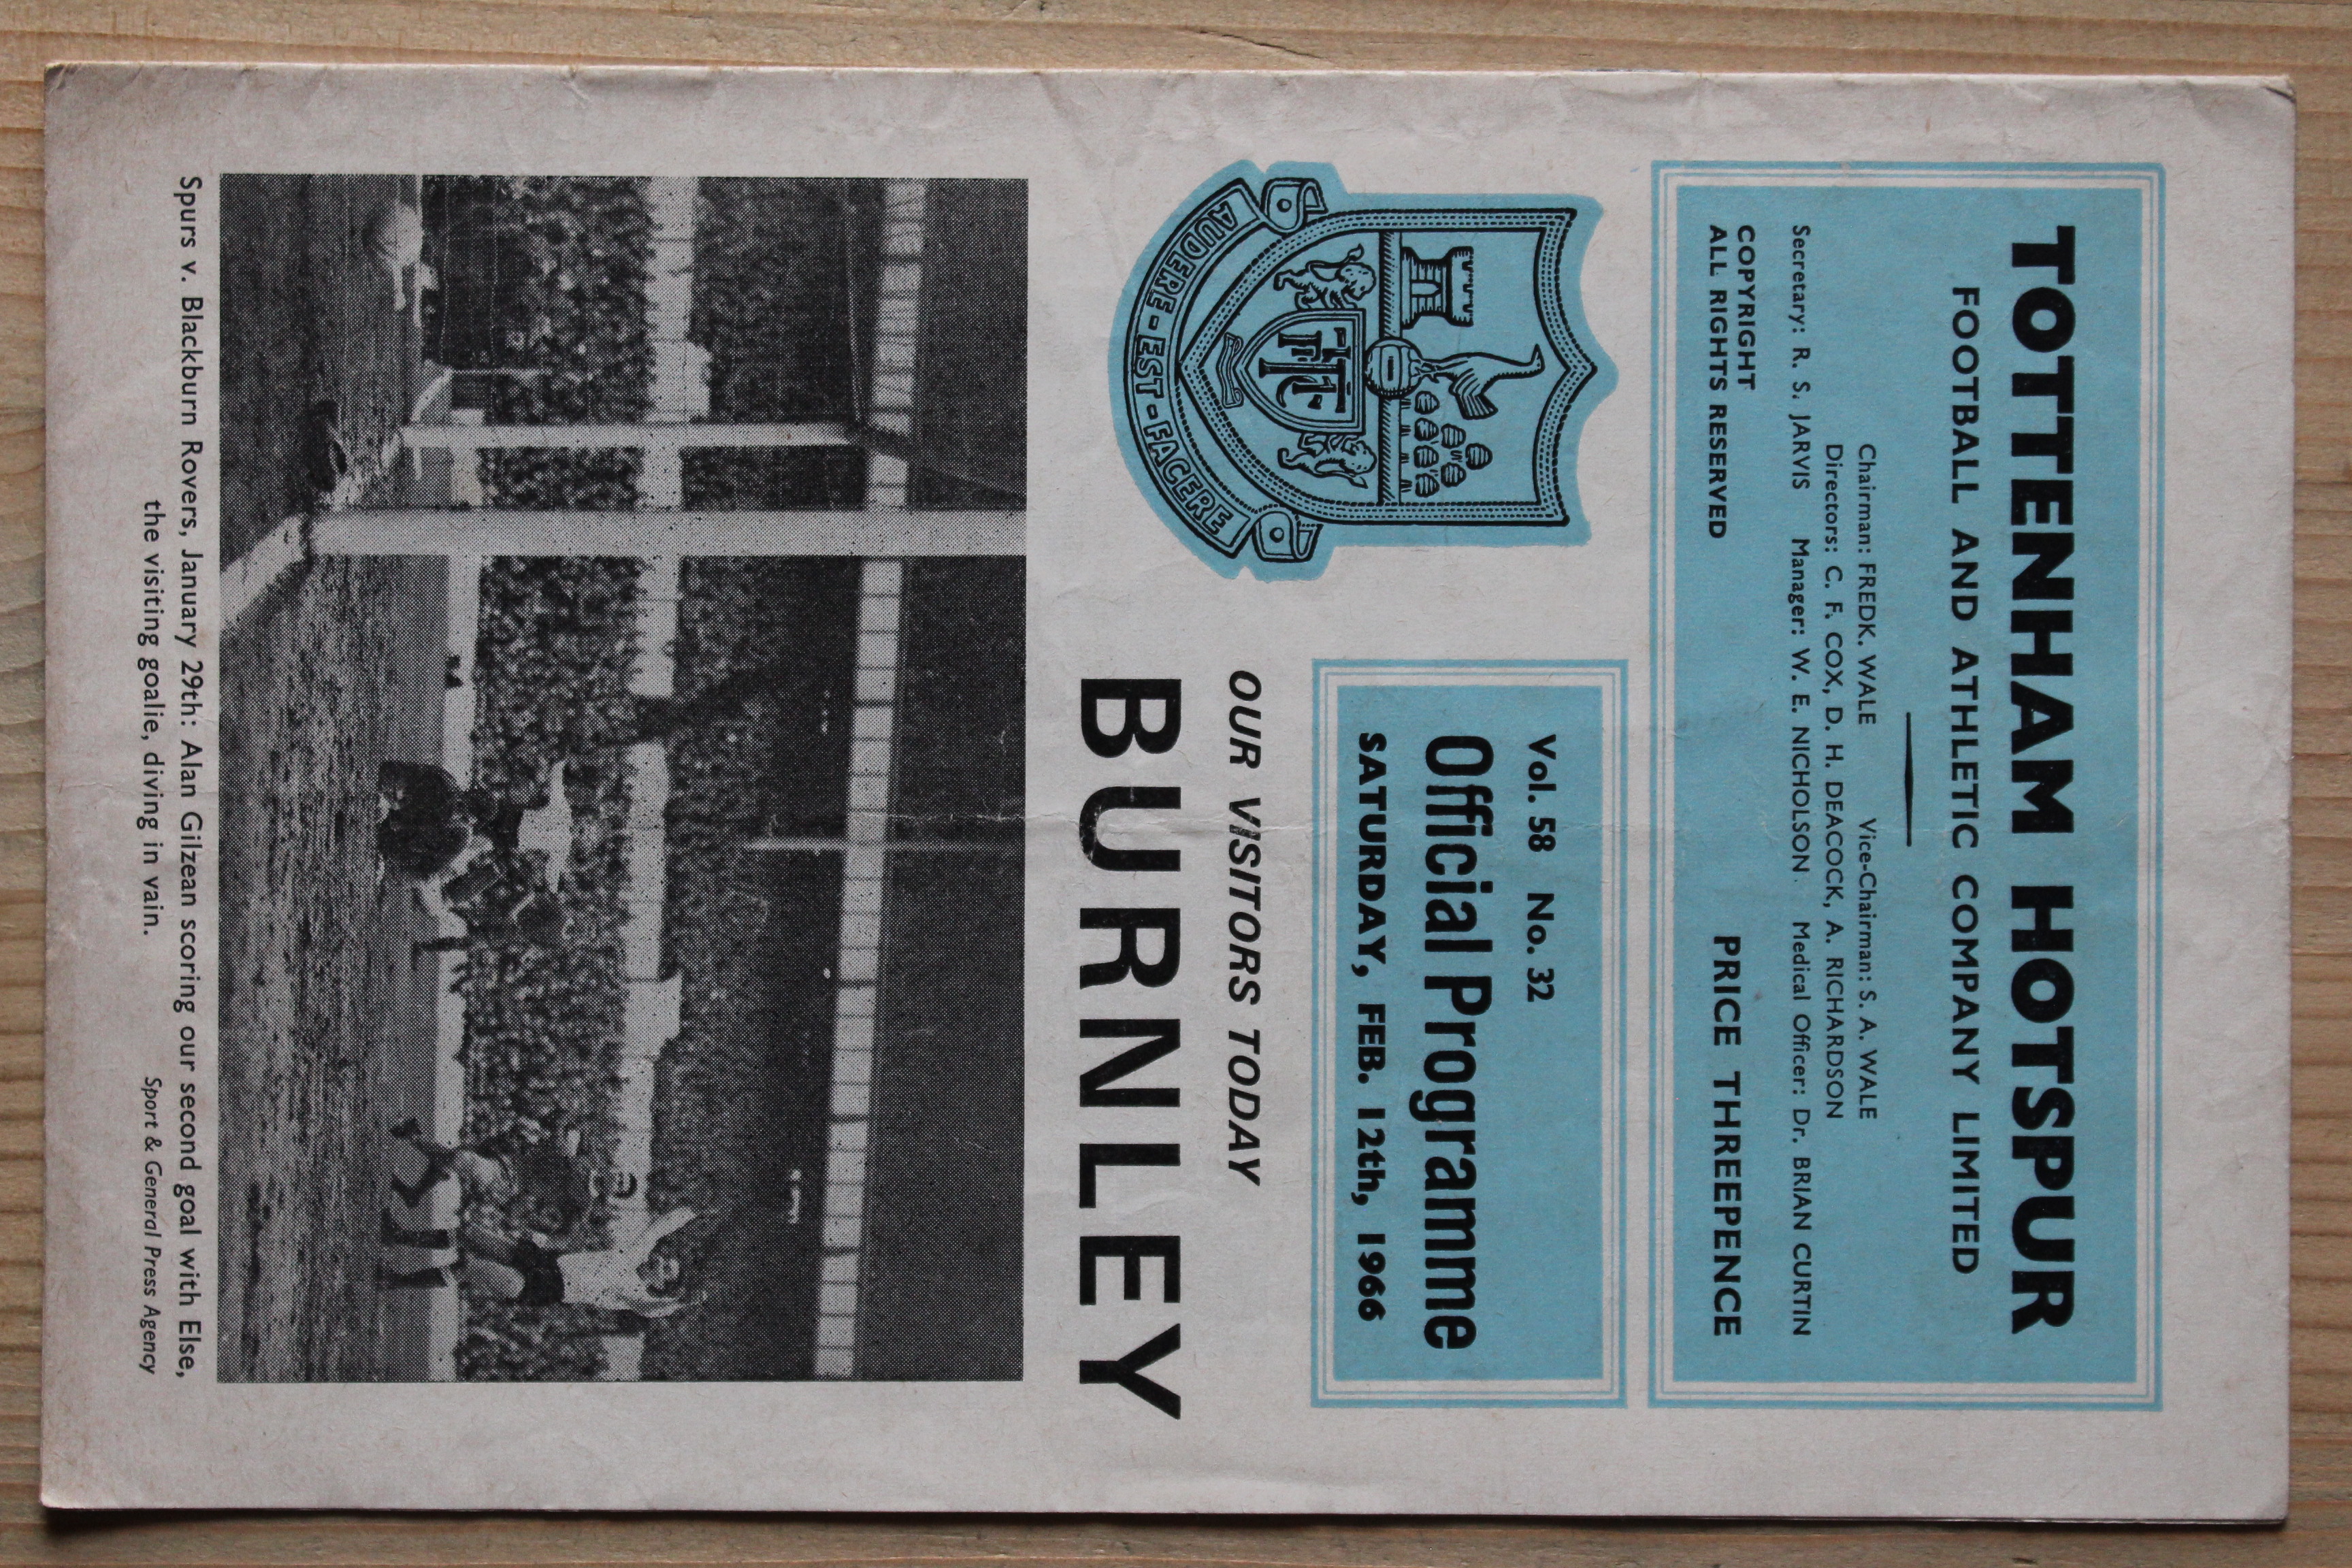 TOTTENHAM HOTSPUR
FOOTBALL AND ATHLETIC COMPANY LIMITED
Chairman: FREDK. WALE Vice-Chairman: S. A. WALE
Directors: C. F. COX, D. H. DEACOCK, A. RICHARDSON
Secretary: R. S. JARVIS Manager: W. E. NICHOLSON Medical Officer: Dr. BRIAN CURTIN
COPYRIGHT
ALL RIGHTS RESERVED
PRICE THREEPENCE
AUDERE - EST - FACERE
Vol. 58 No. 32
Official Programme
SATURDAY, FEB. 12th, 1966
OUR VISITORS TODAY
BURNLEY
Spurs v. Blackburn Rovers, January 29th: Alan Gilzean scoring our second goal with Else,
the visiting goalie, diving in vain.
Sport & General Press Agency